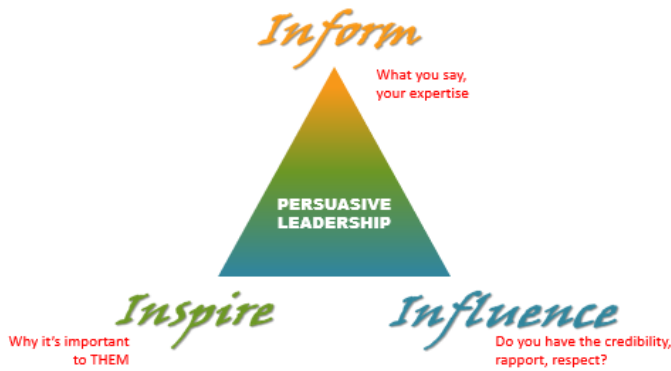 Inform
What you say,
your expertise
PERSUASIVE
LEADERSHIP
Inspire
Why it's important
to THEM
Influence
Do you have the credibility,
rapport, respect?